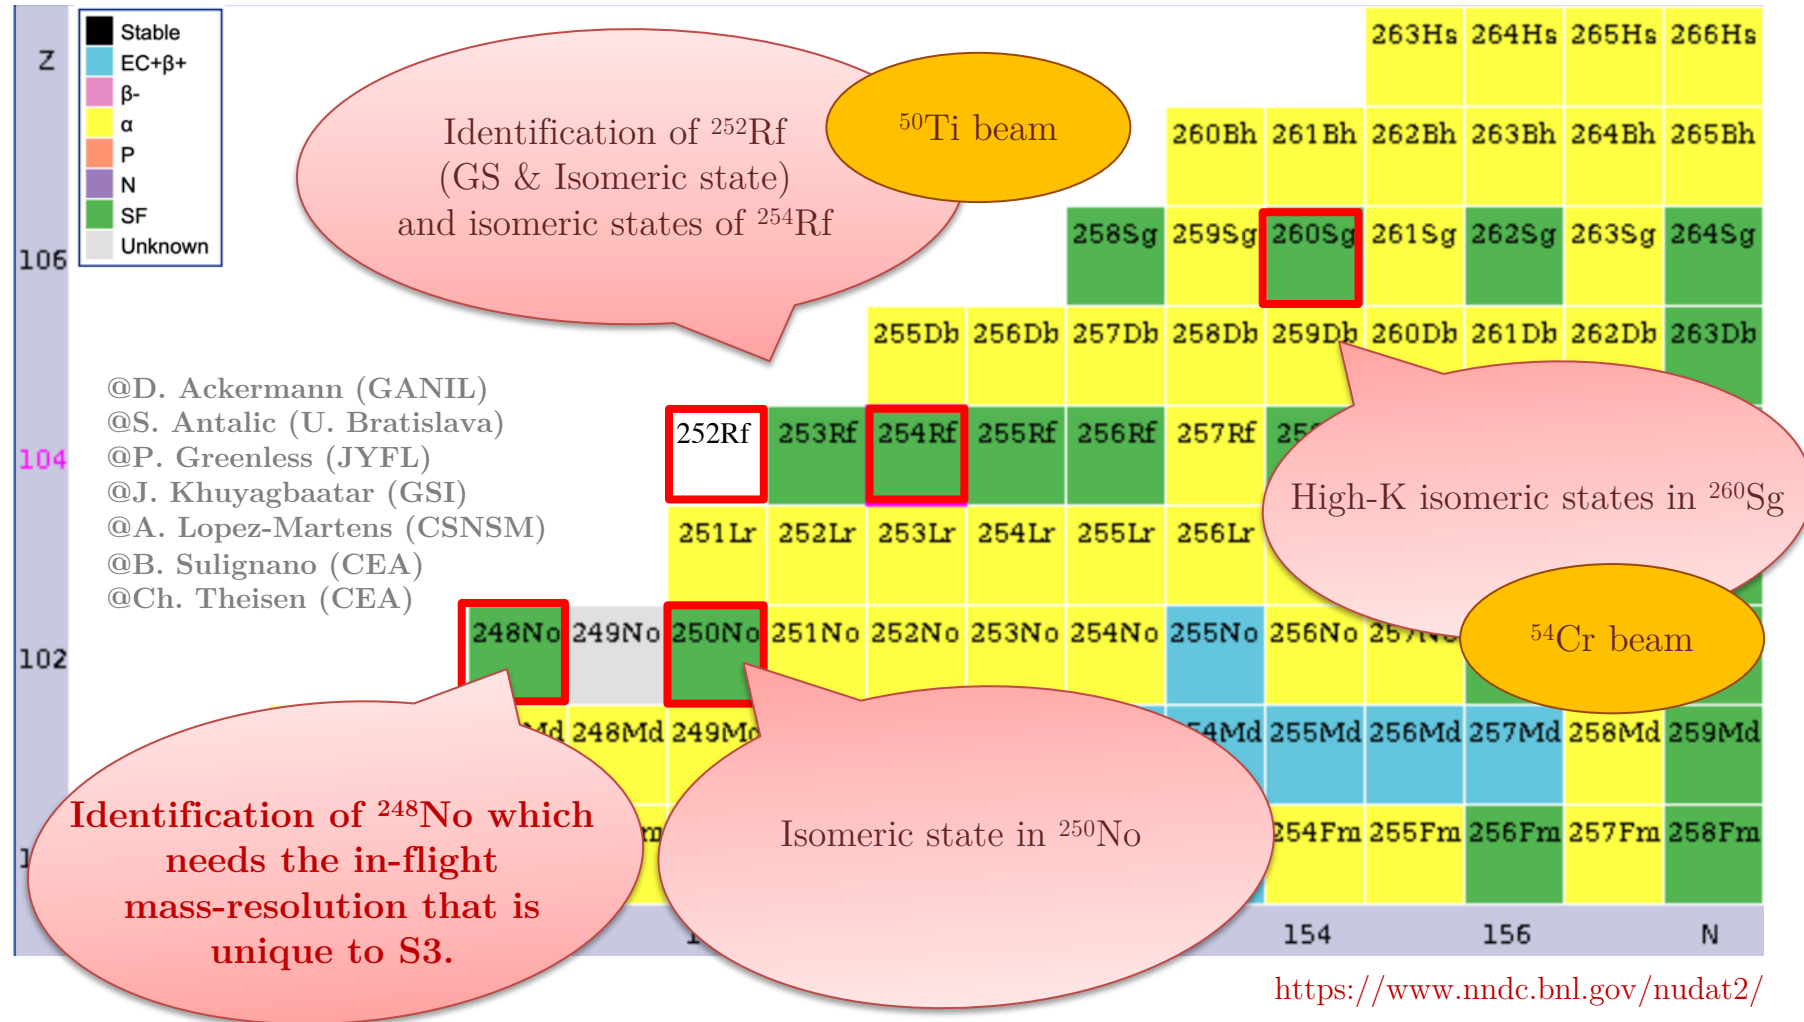 Z
Stable
EC+β+
β-
α
P
N
SF
Unknown
263Hs 264Hs 265Hs 266Hs
Identification of ²⁵²Rf
(GS & Isomeric state)
and isomeric states of ²⁵⁴Rf
⁵⁰Ti beam
260Bh 261Bh 262Bh 263Bh 264Bh 265Bh
106
258Sg 259Sg 260Sg 261Sg 262Sg 263Sg 264Sg
255Db 256Db 257Db 258Db 259Db 260Db 261Db 262Db 263Db
@D. Ackermann (GANIL)
@S. Antalic (U. Bratislava)
@P. Greenless (JYFL)
@J. Khuyagbaatar (GSI)
@A. Lopez-Martens (CSNSM)
@B. Sulignano (CEA)
@Ch. Theisen (CEA)
104
252Rf 253Rf 254Rf 255Rf 256Rf 257Rf
High-K isomeric states in ²⁶⁰Sg
251Lr 252Lr 253Lr 254Lr 255Lr 256Lr
⁵⁴Cr beam
102
248No 249No 250No 251No 252No 253No 254No 255No 256No 257No
248Md 249Md 255Md 256Md 257Md 258Md 259Md
Identification of ²⁴⁸No which
needs the in-flight
mass-resolution that is
unique to S3.
Isomeric state in ²⁵⁰No
254Fm 255Fm 256Fm 257Fm 258Fm
154 156 N
https://www.nndc.bnl.gov/nudat2/